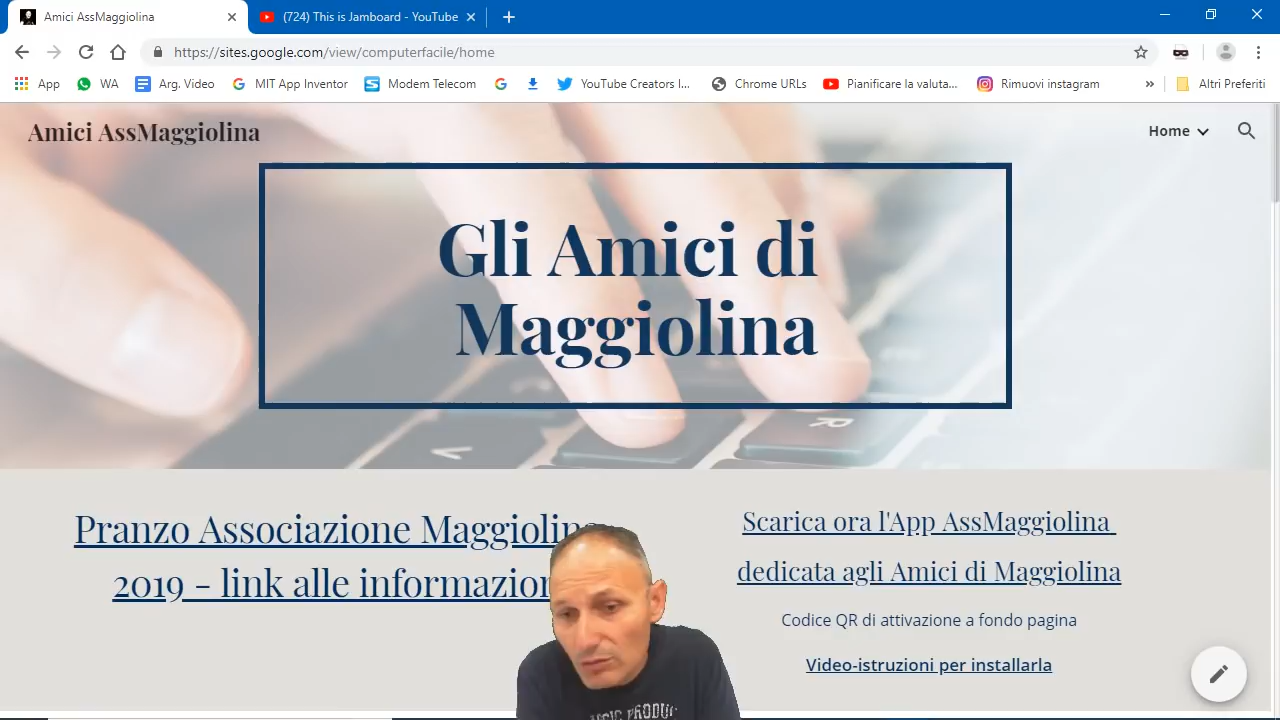 Amici AssMaggiolina
(724) This is Jamboard - YouTube
https://sites.google.com/view/computerfacile/home
App
WA
Arg. Video
MIT App Inventor
Modem Telecom
YouTube Creators I...
Chrome URLs
Pianificare la valuta...
Rimuovi instagram
»
Altri Preferiti
Amici AssMaggiolina
Home
Gli Amici di
Maggiolina
R
V
Pranzo Associazione
2019 - link alle
Scarica ora l'App AssMaggiolina
dedicata agli Amici di Maggiolina
Codice QR di attivazione a fondo pagina
Video-istruzioni per installarla